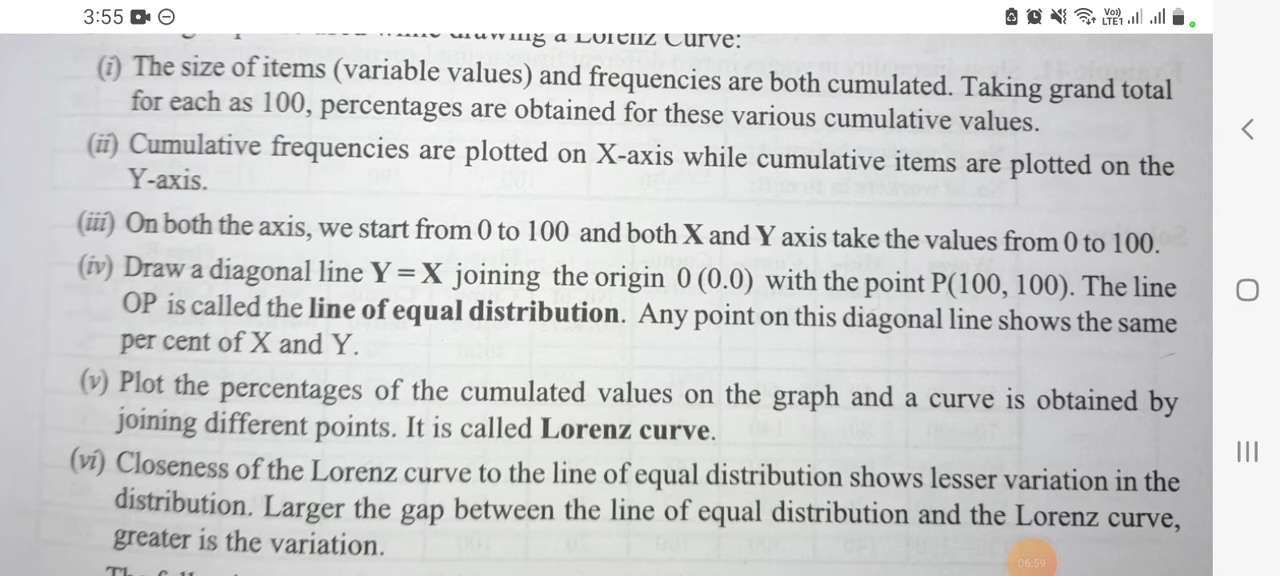 3:55
Vo))
LTE1
drawing a Lorenz Curve:
(i) The size of items (variable values) and frequencies are both cumulated. Taking grand total
for each as 100, percentages are obtained for these various cumulative values.
(ii) Cumulative frequencies are plotted on X-axis while cumulative items are plotted on the
Y-axis.
(iii) On both the axis, we start from 0 to 100 and both X and Y axis take the values from 0 to 100.
(iv) Draw a diagonal line Y = X joining the origin 0 (0.0) with the point P(100, 100). The line
OP is called the line of equal distribution. Any point on this diagonal line shows the same
per cent of X and Y.
(v) Plot the percentages of the cumulated values on the graph and a curve is obtained by
joining different points. It is called Lorenz curve.
(vi) Closeness of the Lorenz curve to the line of equal distribution shows lesser variation in the
distribution. Larger the gap between the line of equal distribution and the Lorenz curve,
greater is the variation.
06:59